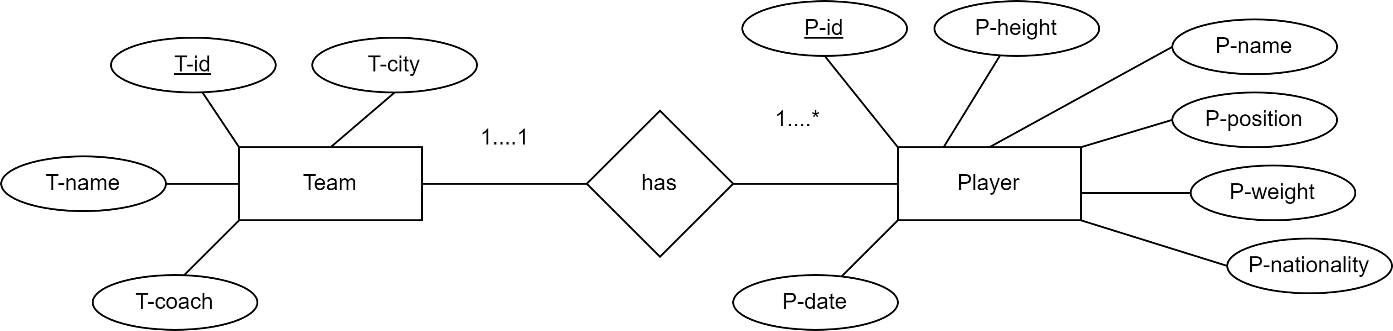 P-id
P-height
P-name
T-id
T-city
1....1
1....*
P-position
T-name
Team
has
Player
P-weight
P-nationality
T-coach
P-date